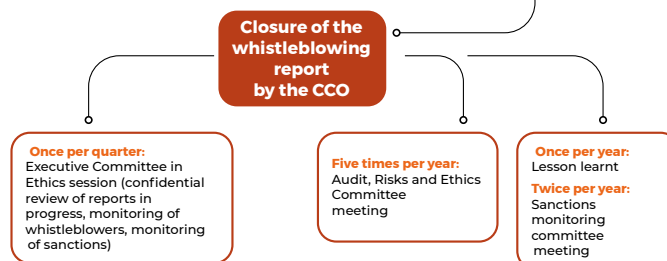 Closure of the
whistleblowing
report
by the CCO
Once per quarter:
Executive Committee in
Ethics session (confidential
review of reports in
progress, monitoring of
whistleblowers, monitoring
of sanctions)
Five times per year:
Audit, Risks and Ethics
Committee
meeting
Once per year:
Lesson learnt
Twice per year:
Sanctions
monitoring
committee
meeting